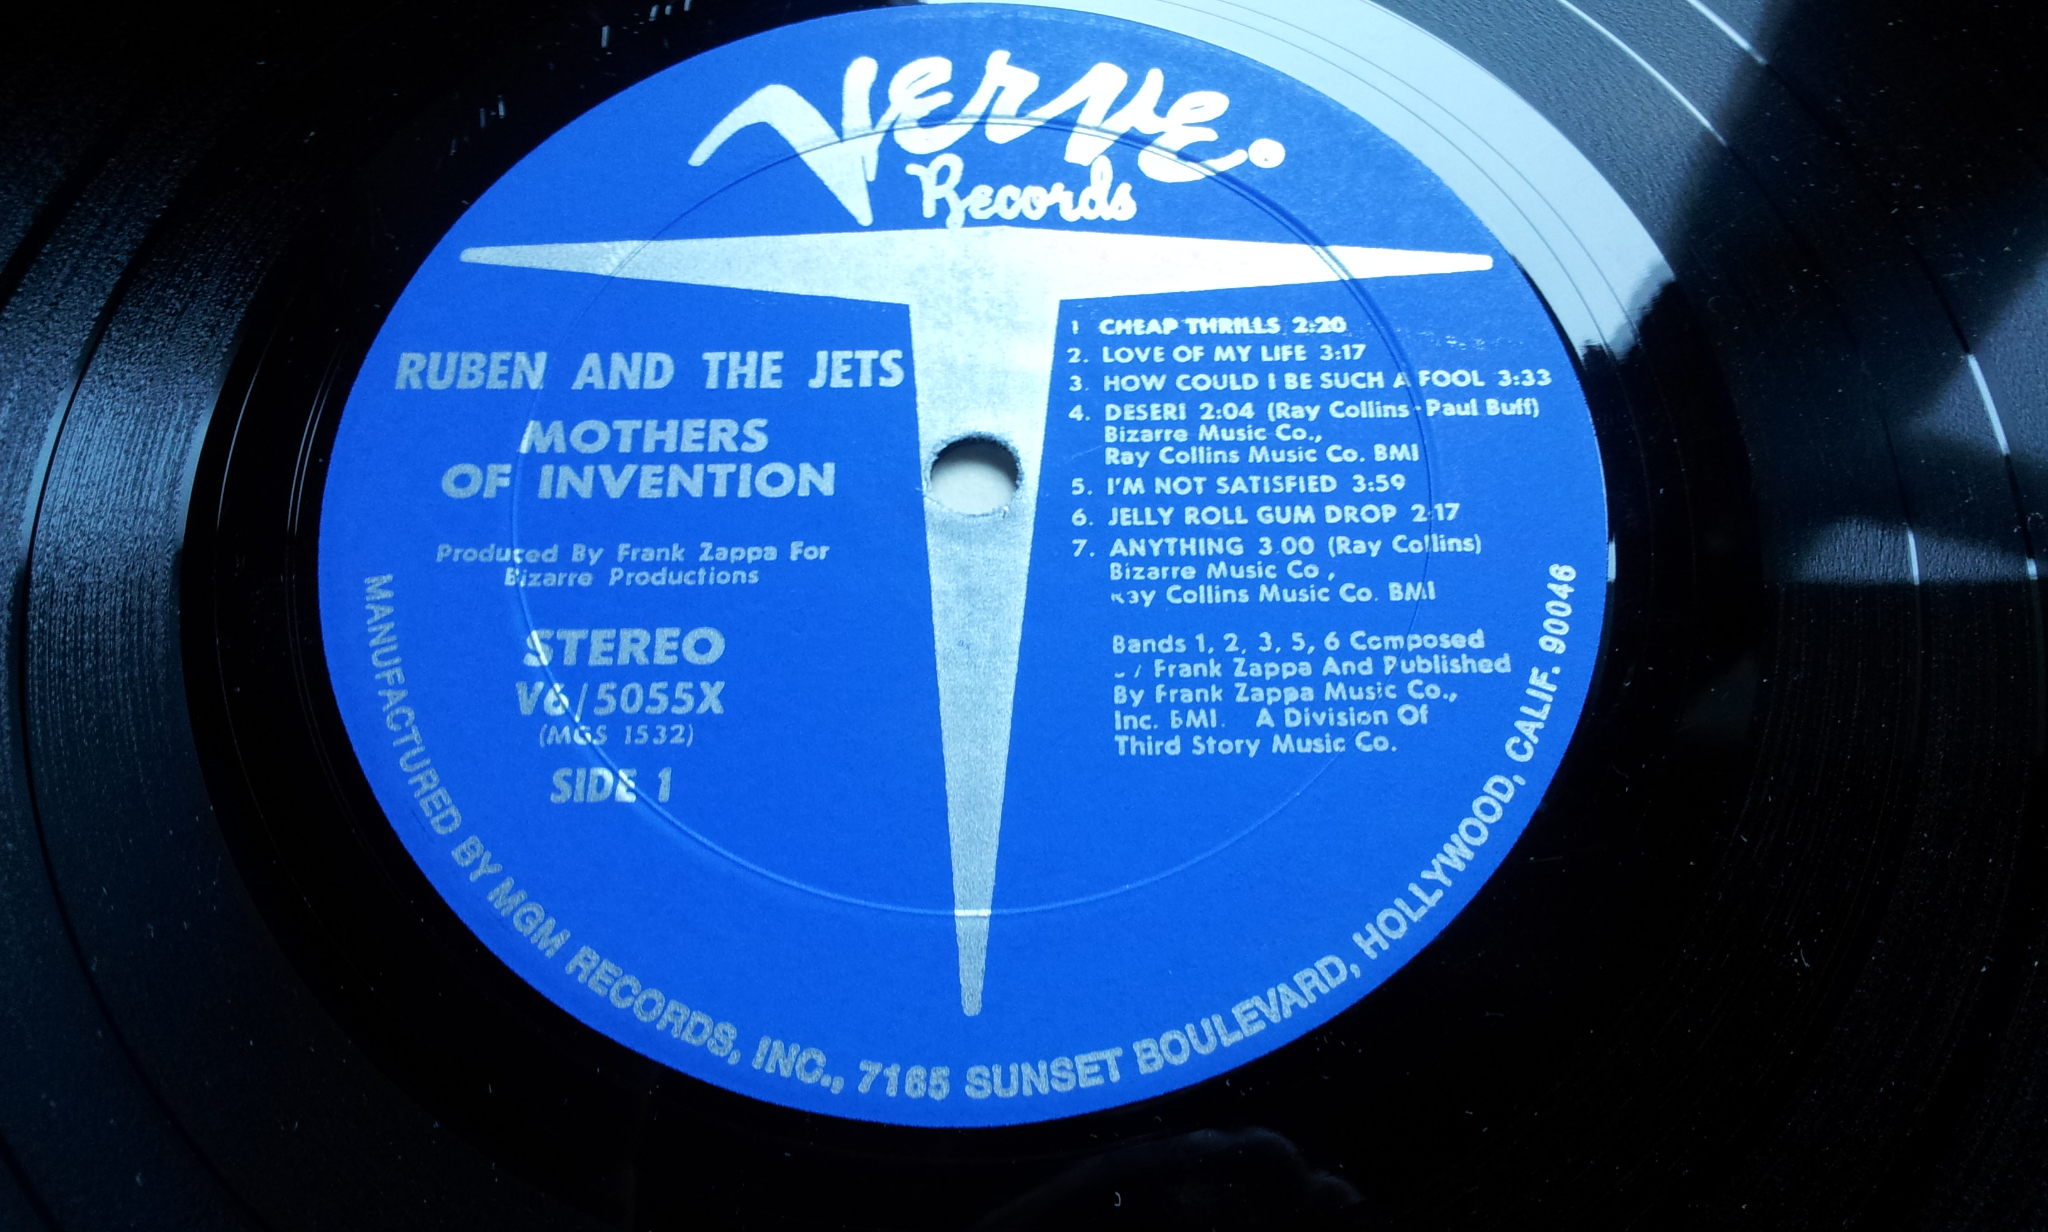 Verve.
Records
RUBEN AND THE JETS
MOTHERS
OF INVENTION
Produced By Frank Zappa For
Bizarre Productions
STEREO
V6/5055X
(MGS 1532)
SIDE 1
1 CHEAP THRILLS 2:20
2. LOVE OF MY LIFE 3:17
3. HOW COULD I BE SUCH A FOOL 3:33
4. DESERI 2:04 (Ray Collins-Paul Buff)
Bizarre Music Co.,
Ray Collins Music Co. BMI
5. I'M NOT SATISFIED 3:59
6. JELLY ROLL GUM DROP 2:17
7. ANYTHING 3:00 (Ray Collins)
Bizarre Music Co.,
Ray Collins Music Co. BMI
Bands 1, 2, 3, 5, 6 Composed
Frank Zappa And Published
By Frank Zappa Music Co.,
Inc. BMI. A Division Of
Third Story Music Co.
MANUFACTURED BY MGM RECORDS, INC., 7165 SUNSET BOULEVARD, HOLLYWOOD, CALIF. 90046